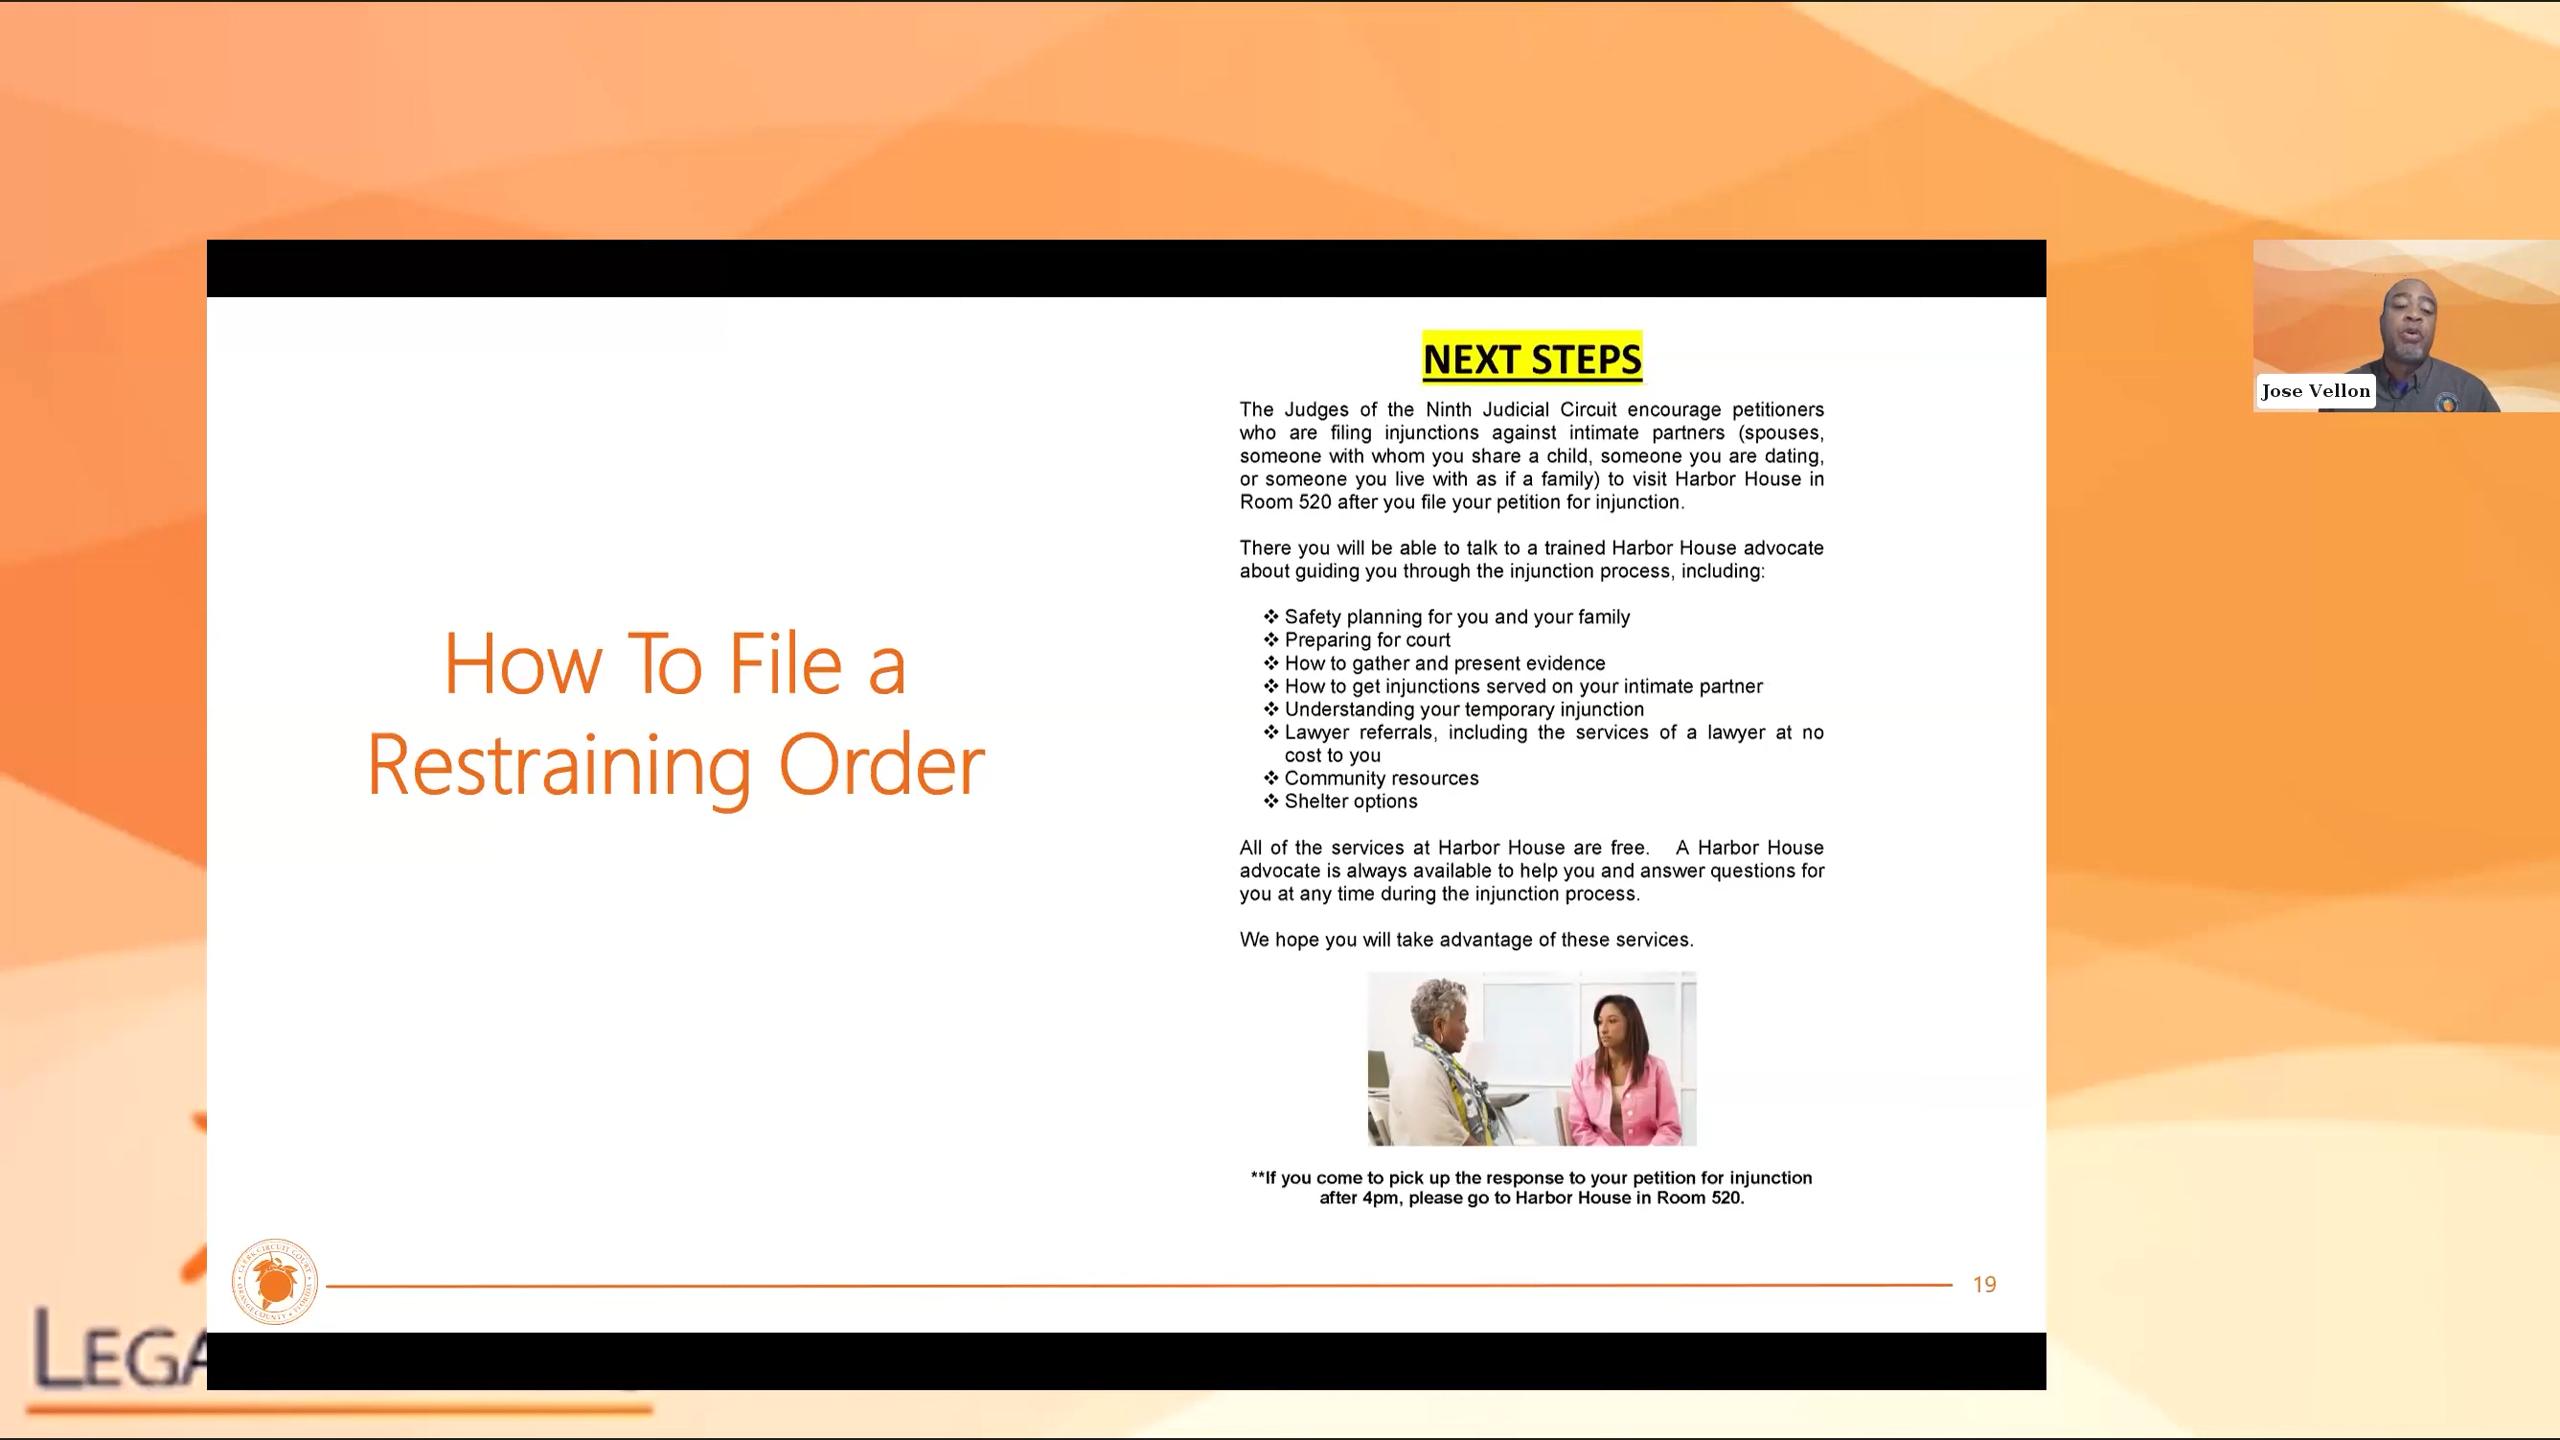 How To File a
Restraining Order
NEXT STEPS
The Judges of the Ninth Judicial Circuit encourage petitioners
who are filing injunctions against intimate partners (spouses,
someone with whom you share a child, someone you are dating,
or someone you live with as if a family) to visit Harbor House in
Room 520 after you file your petition for injunction.
There you will be able to talk to a trained Harbor House advocate
about guiding you through the injunction process, including:
❖ Safety planning for you and your family
❖ Preparing for court
❖ How to gather and present evidence
❖ How to get injunctions served on your intimate partner
❖ Understanding your temporary injunction
❖ Lawyer referrals, including the services of a lawyer at no
cost to you
❖ Community resources
❖ Shelter options
All of the services at Harbor House are free. A Harbor House
advocate is always available to help you and answer questions for
you at any time during the injunction process.
We hope you will take advantage of these services.
**If you come to pick up the response to your petition for injunction
after 4pm, please go to Harbor House in Room 520.
CLERK CIRCUIT COURT
ORANGE COUNTY • FLORIDA
19
Jose Vellon